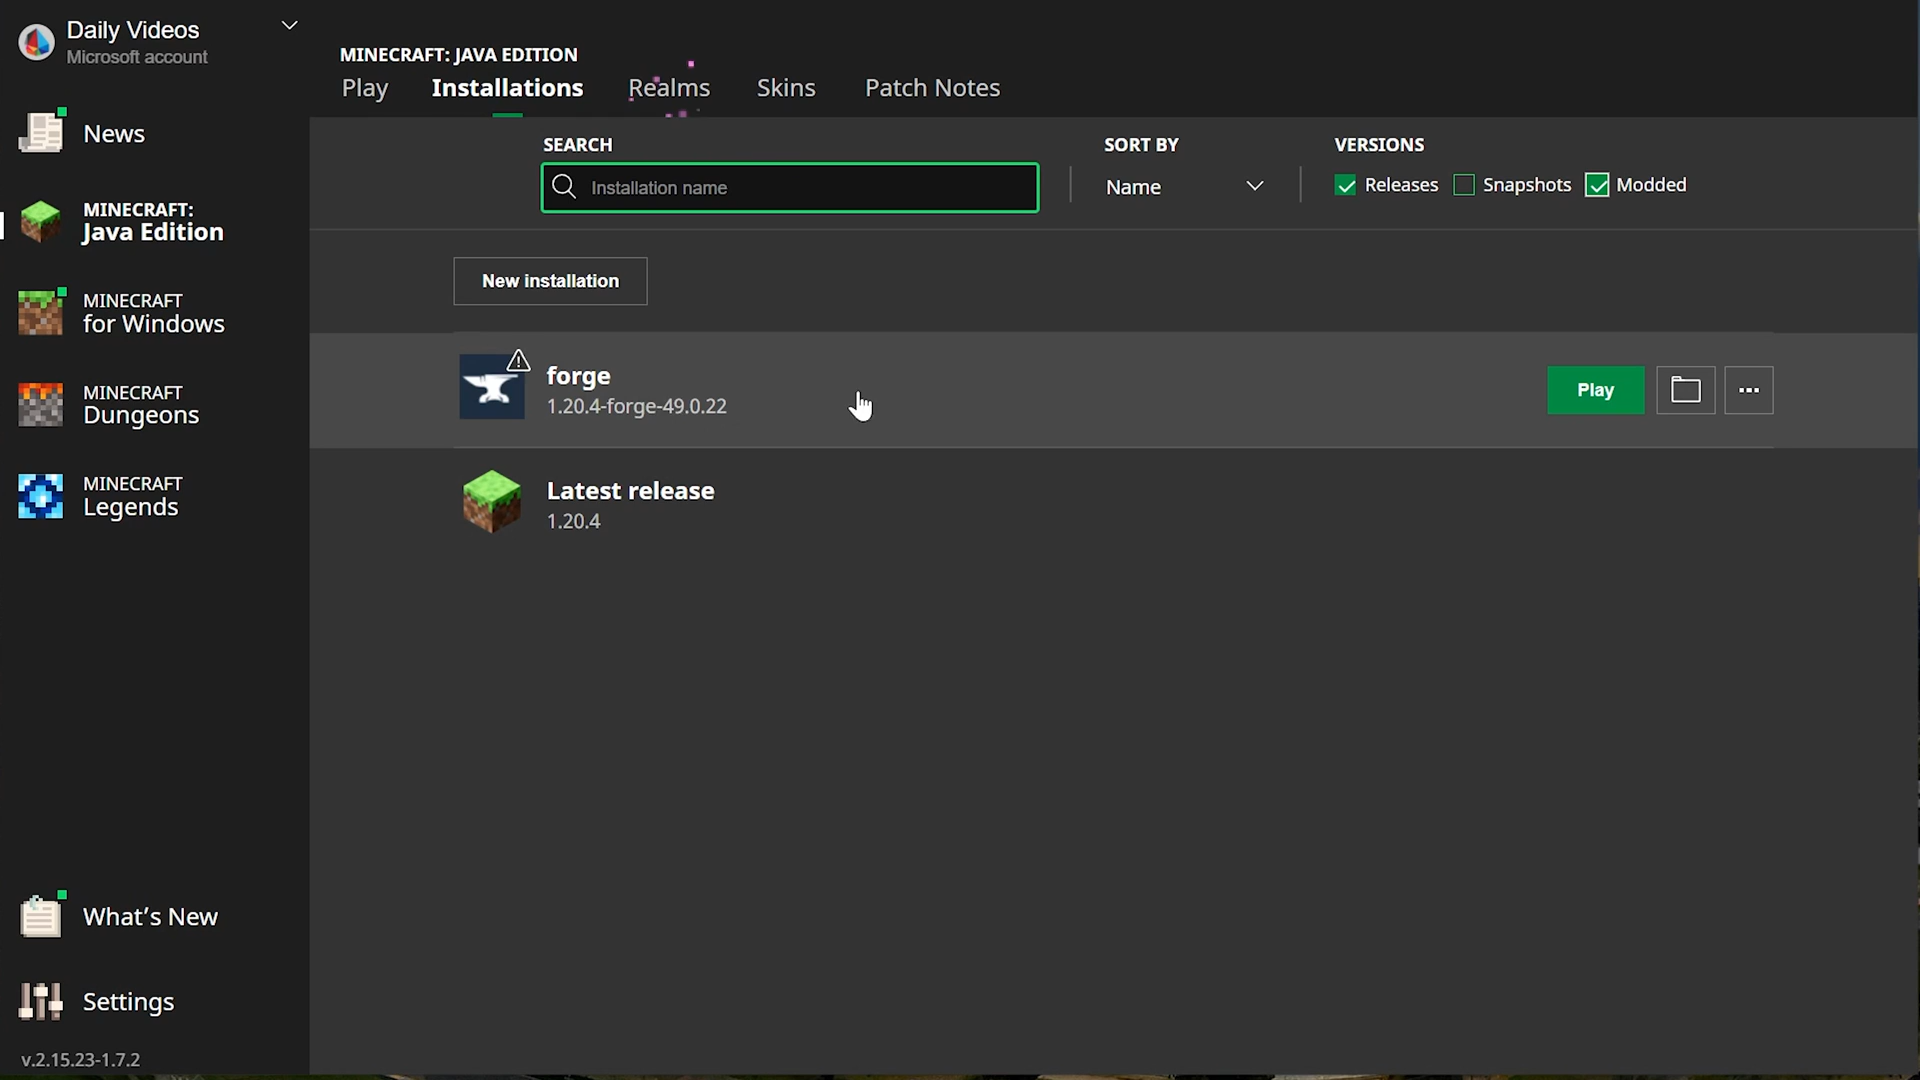 Daily Videos
Microsoft account
News
MINECRAFT:
Java Edition
MINECRAFT
for Windows
MINECRAFT
Dungeons
MINECRAFT
Legends
What's New
Settings
v.2.15.23-1.7.2
MINECRAFT: JAVA EDITION
Play Installations Realms Skins Patch Notes
SEARCH
Installation name
SORT BY
Name
VERSIONS
Releases Snapshots Modded
New installation
forge
1.20.4-forge-49.0.22
Play
Latest release
1.20.4